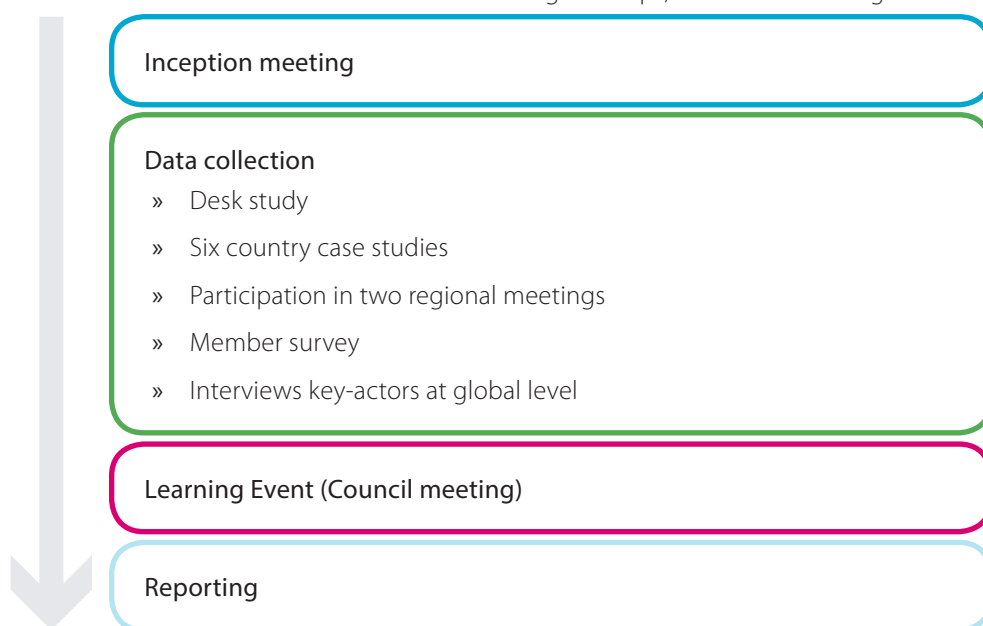 Inception meeting
Data collection
» Desk study
» Six country case studies
» Participation in two regional meetings
» Member survey
» Interviews key-actors at global level
Learning Event (Council meeting)
Reporting